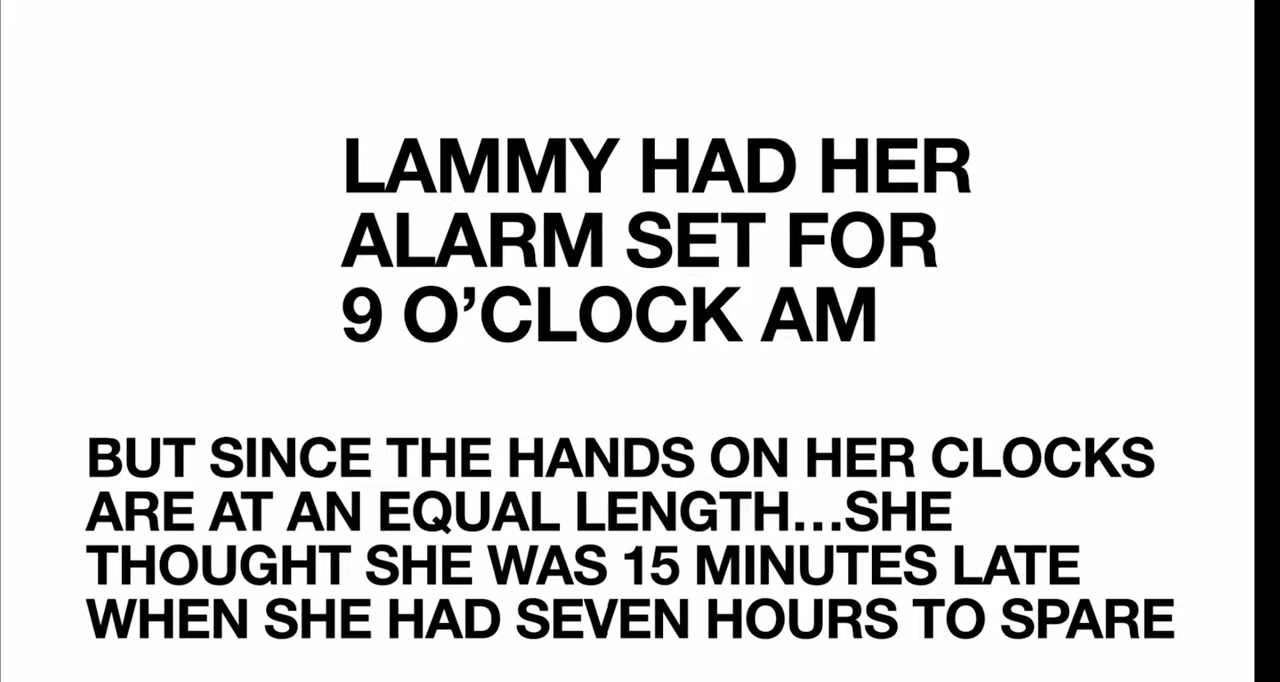 LAMMY HAD HER
ALARM SET FOR
9 O’CLOCK AM
BUT SINCE THE HANDS ON HER CLOCKS
ARE AT AN EQUAL LENGTH...SHE
THOUGHT SHE WAS 15 MINUTES LATE
WHEN SHE HAD SEVEN HOURS TO SPARE